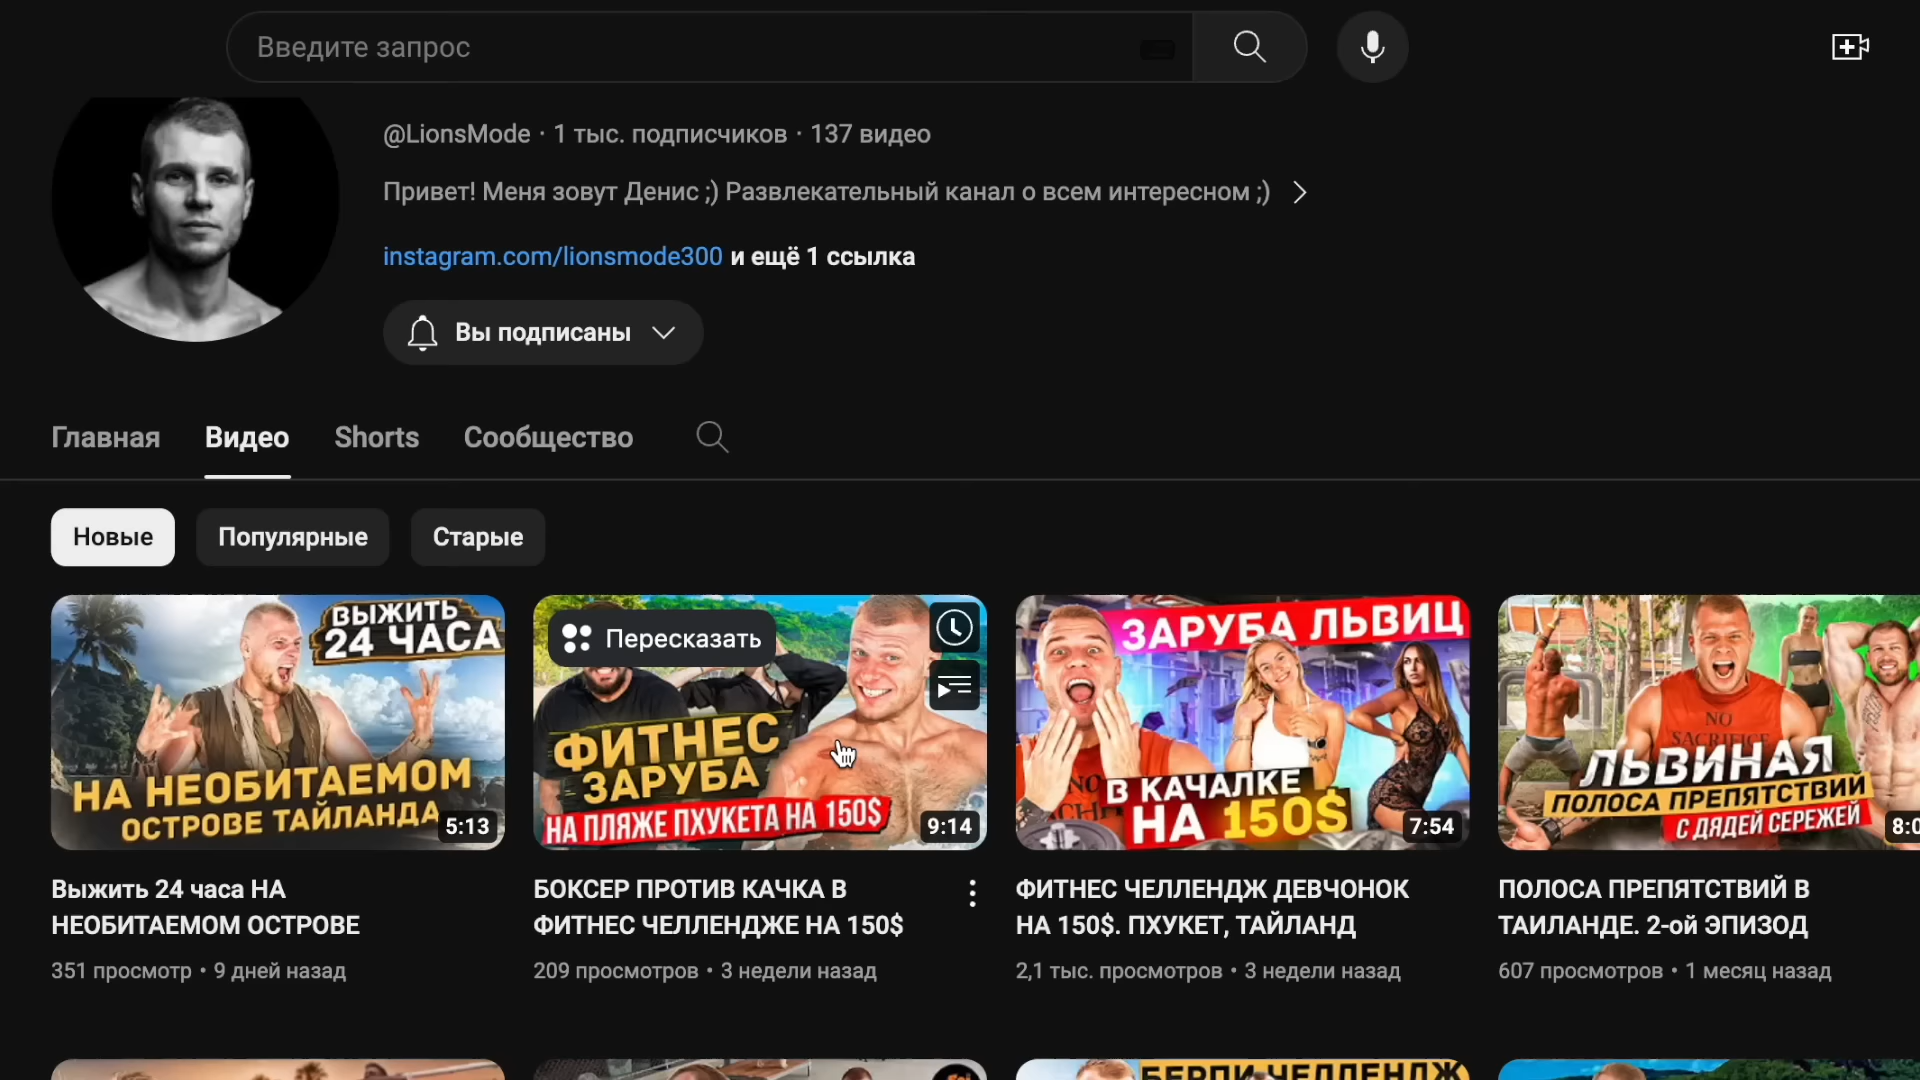 Введите запрос
@LionsMode · 1 тыс. подписчиков · 137 видео
Привет! Меня зовут Денис ;) Развлекательный канал о всем интересном ;)
instagram.com/lionsmode300 и ещё 1 ссылка
Вы подписаны
Главная Видео Shorts Сообщество
Новые Популярные Старые
ВЫЖИТЬ
24 ЧАСА
НА НЕОБИТАЕМОМ
ОСТРОВЕ ТАЙЛАНДА
5:13
Пересказать
ФИТНЕС
ЗАРУБА
НА ПЛЯЖЕ ПХУКЕТА НА 150$
9:14
ЗАРУБА ЛЬВИЦ
NO
В КАЧАЛКЕ
НА 150$
7:54
NO
SACRIFICE
ЛЬВИНАЯ
ПОЛОСА ПРЕПЯТСТВИЙ
С ДЯДЕЙ СЕРЕЖЕЙ
Выжить 24 часа НА
НЕОБИТАЕМОМ ОСТРОВЕ
351 просмотр • 9 дней назад
БОКСЕР ПРОТИВ КАЧКА В
ФИТНЕС ЧЕЛЛЕНДЖЕ НА 150$
209 просмотров • 3 недели назад
ФИТНЕС ЧЕЛЛЕНДЖ ДЕВЧОНОК
НА 150$. ПХУКЕТ, ТАЙЛАНД
2,1 тыс. просмотров • 3 недели назад
ПОЛОСА ПРЕПЯТСТВИЙ В
ТАИЛАНДЕ. 2-ой ЭПИЗОД
607 просмотров • 1 месяц назад
БЕРПИ ЧЕЛЛЕНДЖ